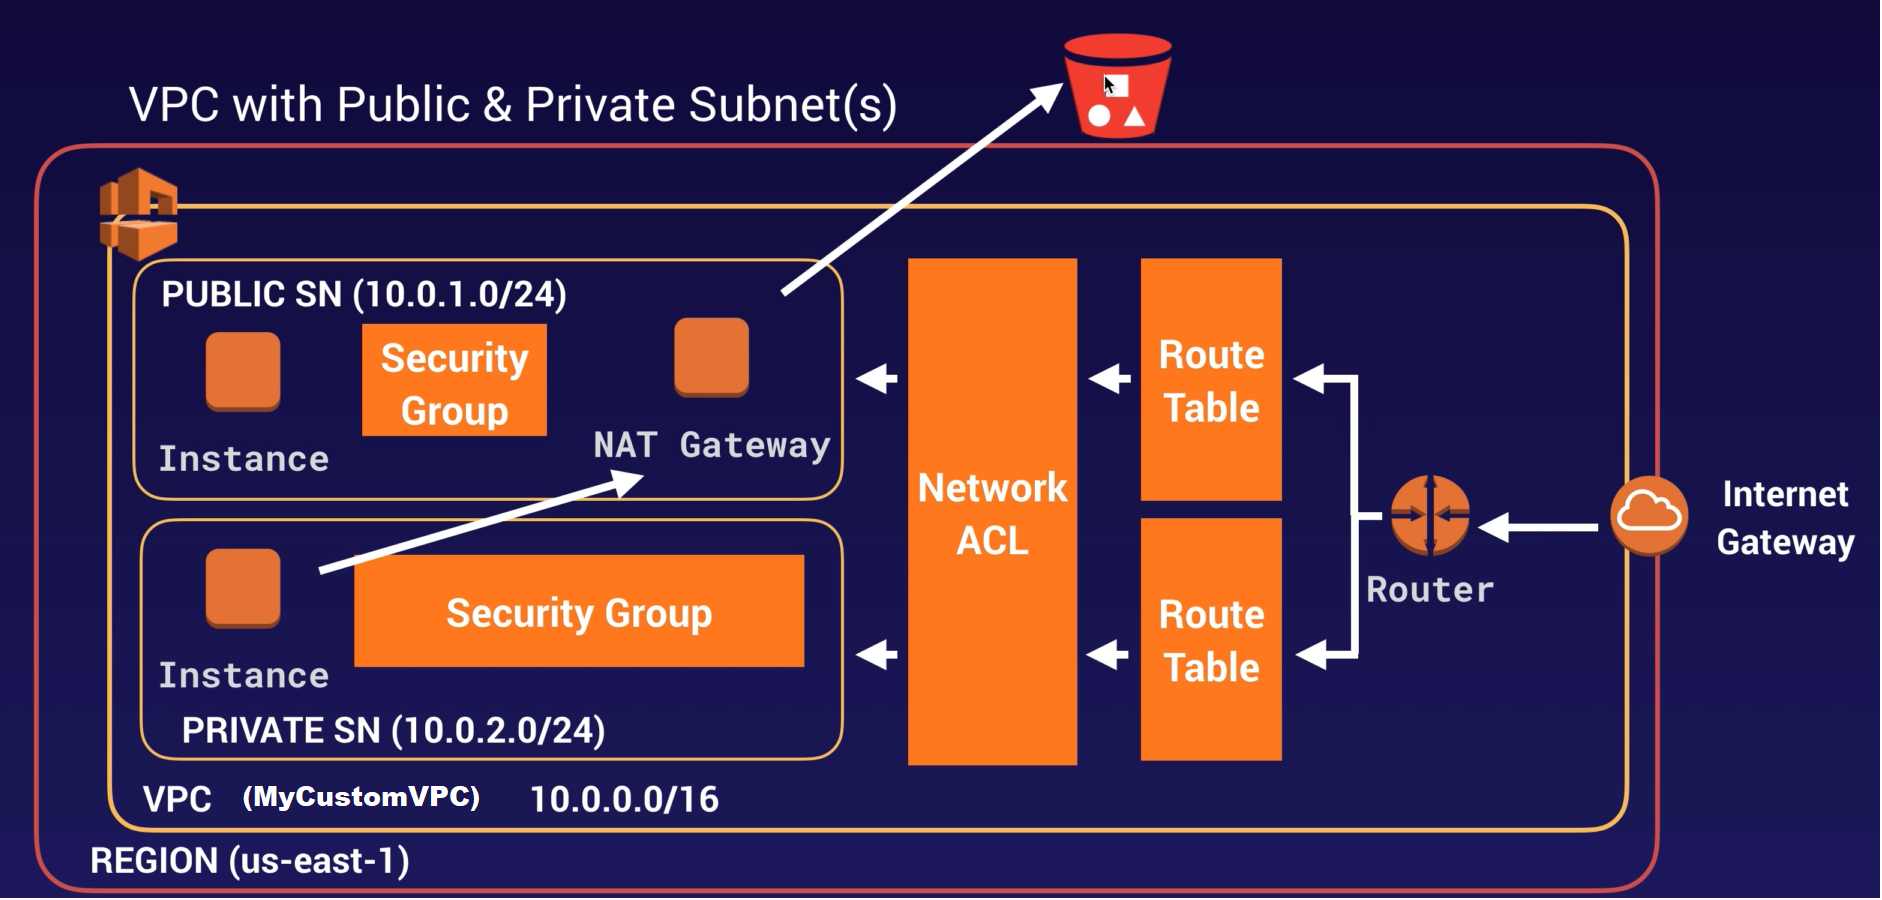 VPC with Public & Private Subnet(s)
PUBLIC SN (10.0.1.0/24)
Security
Group
Instance
NAT Gateway
Security Group
Instance
PRIVATE SN (10.0.2.0/24)
Network
ACL
Route
Table
Route
Table
Router
Internet
Gateway
VPC (MyCustomVPC) 10.0.0.0/16
REGION (us-east-1)